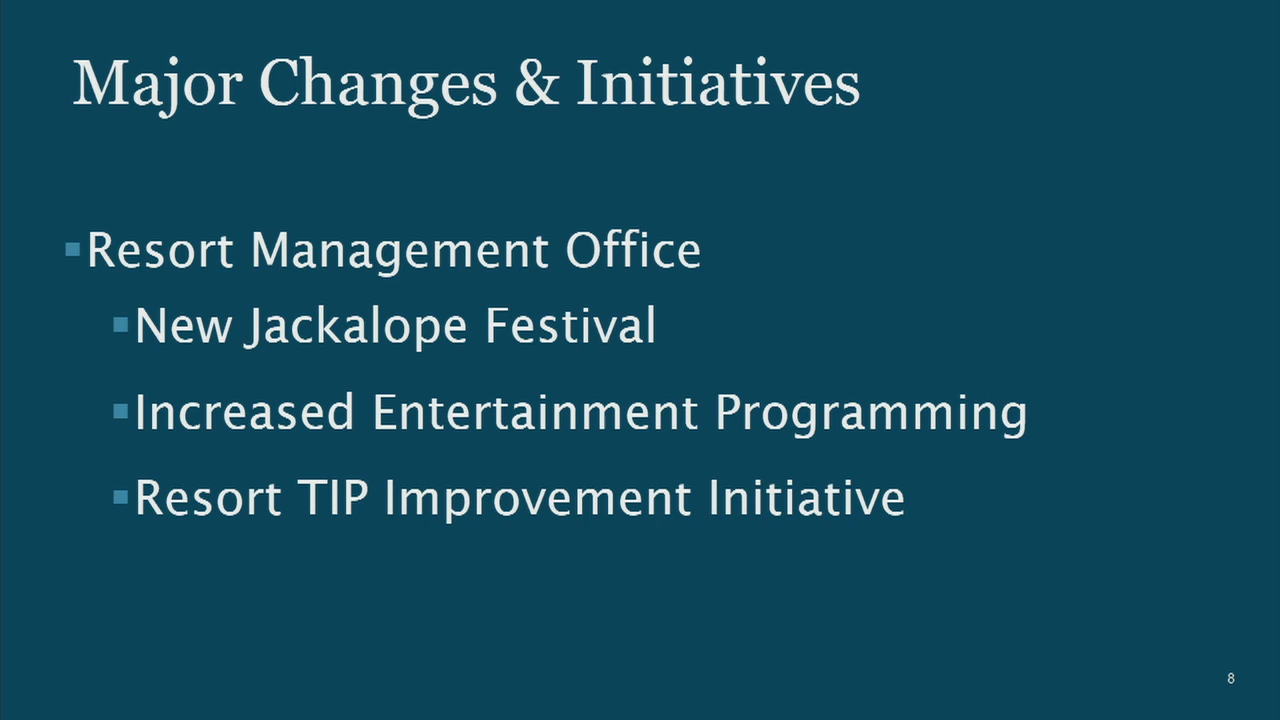 Major Changes & Initiatives
Resort Management Office
New Jackalope Festival
Increased Entertainment Programming
Resort TIP Improvement Initiative
8